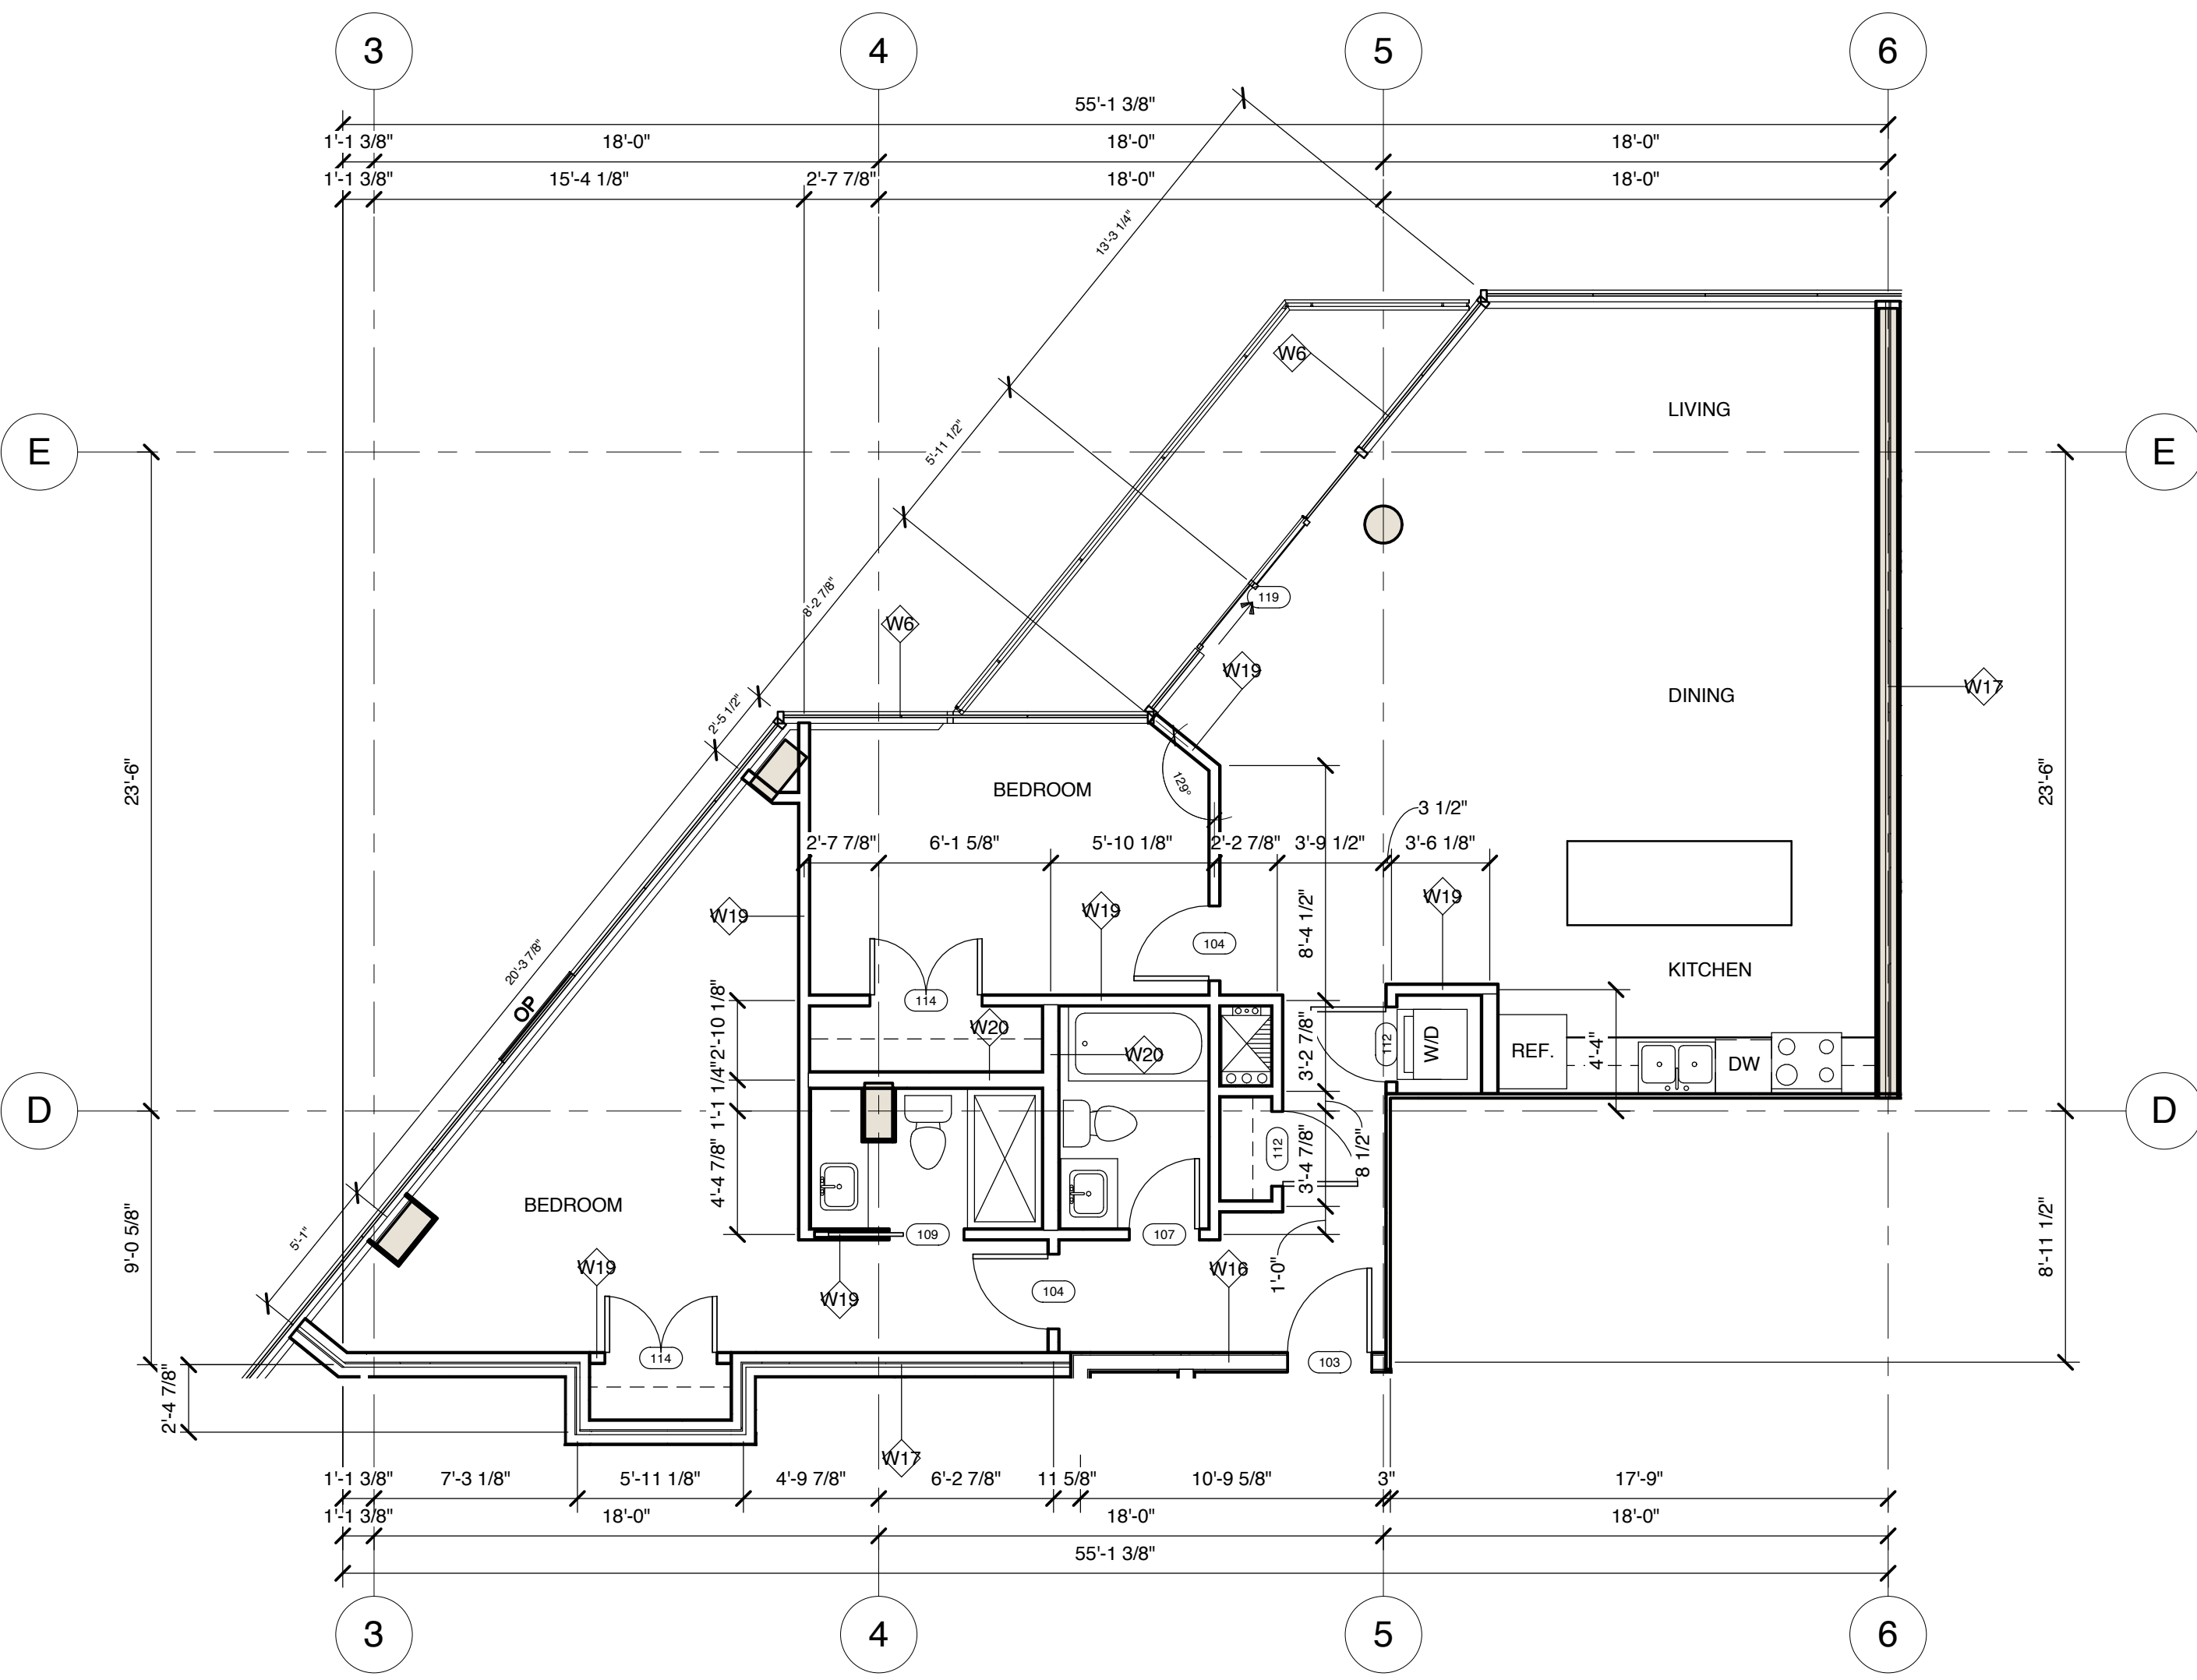 3 4 5 6
55'-1 3/8"
1'-1 3/8" 18'-0" 18'-0" 18'-0"
1'-1 3/8" 15'-4 1/8" 2'-7 7/8" 18'-0" 18'-0"
13'-3 1/4"
W6
LIVING
5'-11 1/2"
E E
8'-2 7/8"
119
W6
W19
DINING
W17
2'-5 1/2"
23'-6"
BEDROOM
129°
23'-6"
3 1/2"
2'-7 7/8" 6'-1 5/8" 5'-10 1/8" 2'-2 7/8" 3'-9 1/2" 3'-6 1/8"
W19
W19
W19
8'-4 1/2"
104
20'-3 7/8"
KITCHEN
OP
114
2'-10 1/8"
W20
W20
3'-2 7/8"
112
W/D
REF.
4'-4"
DW
1'-1 1/4"
D D
4'-4 7/8"
112
3'-4 7/8"
8 1/2"
BEDROOM
5'-1"
9'-0 5/8"
109
107
8'-11 1/2"
W19
W19
104
W16
1'-0"
114
103
2'-4 7/8"
W17
1'-1 3/8" 7'-3 1/8" 5'-11 1/8" 4'-9 7/8" 6'-2 7/8" 11 5/8" 10'-9 5/8" 3" 17'-9"
1'-1 3/8" 18'-0" 18'-0" 18'-0"
55'-1 3/8"
3 4 5 6